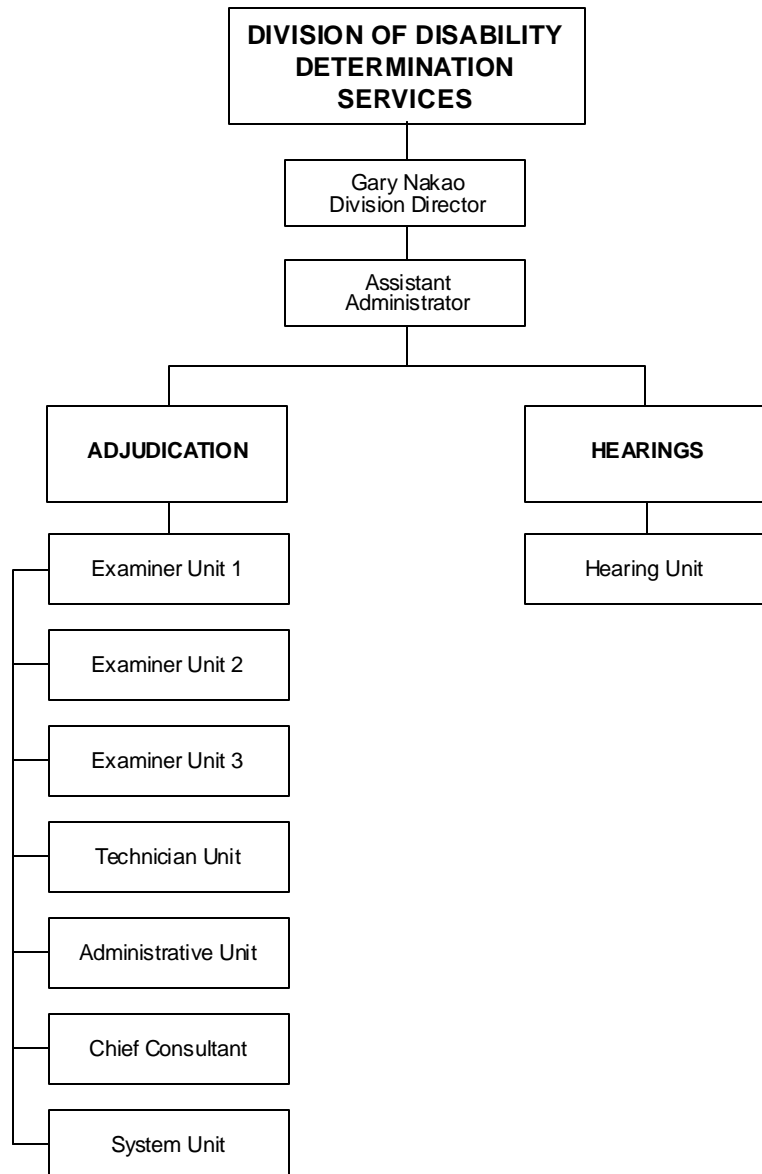 DIVISION OF DISABILITY
DETERMINATION
SERVICES
Gary Nakao
Division Director
Assistant
Administrator
ADJUDICATION
HEARINGS
Examiner Unit 1
Hearing Unit
Examiner Unit 2
Examiner Unit 3
Technician Unit
Administrative Unit
Chief Consultant
System Unit